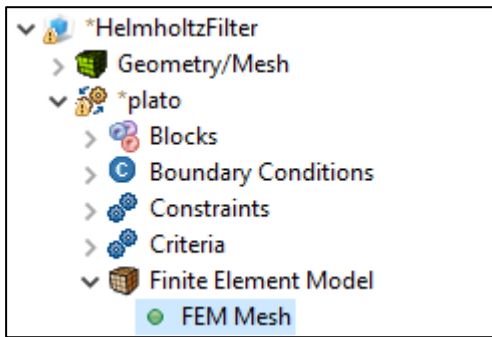 *HelmholtzFilter
Geometry/Mesh
*plato
Blocks
C Boundary Conditions
Constraints
Criteria
Finite Element Model
FEM Mesh